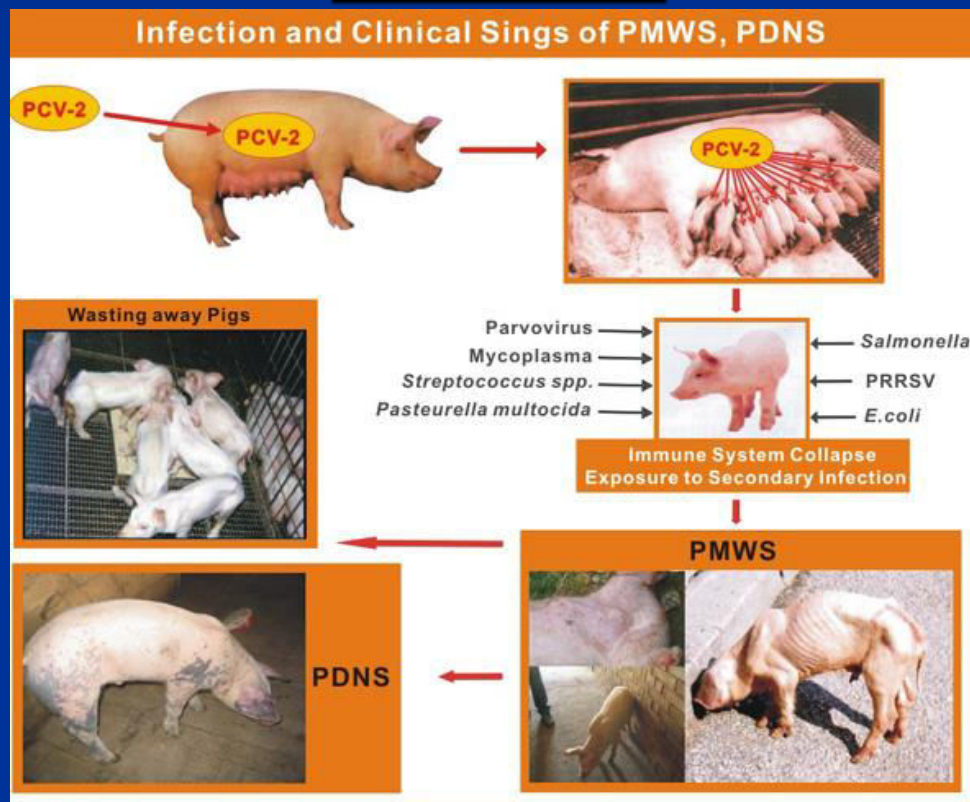 Infection and Clinical Sings of PMWS, PDNS
PCV-2
PCV-2
PCV-2
Parvovirus
Mycoplasma
Streptococcus spp.
Pasteurella multocida
Salmonella
PRRSV
E.coli
Immune System Collapse
Exposure to Secondary Infection
Wasting away Pigs
PMWS
PDNS